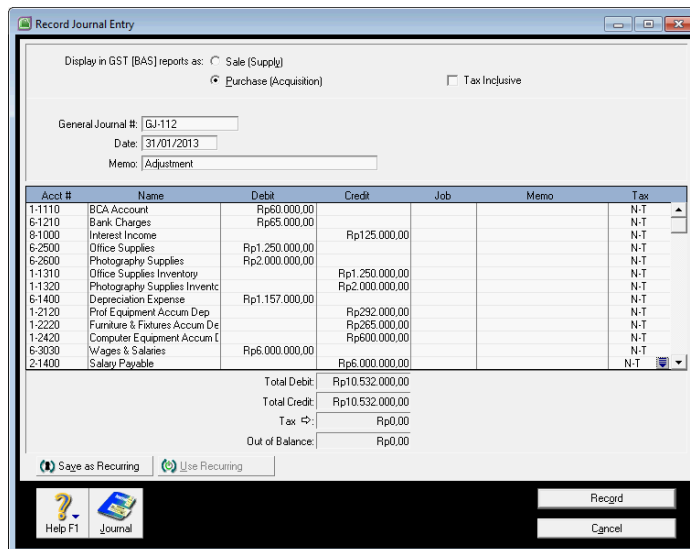 Record Journal Entry
Display in GST [BAS] reports as: Sale (Supply)
Purchase (Acquisition) Tax Inclusive
General Journal #: GJ-112
Date: 31/01/2013
Memo: Adjustment
Acct # Name Debit Credit Job Memo Tax
1-1110 BCA Account Rp60.000,00 N-T
6-1210 Bank Charges Rp65.000,00 N-T
8-1000 Interest Income Rp125.000,00 N-T
6-2500 Office Supplies Rp1.250.000,00 N-T
6-2600 Photography Supplies Rp2.000.000,00 N-T
1-1310 Office Supplies Inventory Rp1.250.000,00 N-T
1-1320 Photography Supplies Invento Rp2.000.000,00 N-T
6-1400 Depreciation Expense Rp1.157.000,00 N-T
1-2120 Prof Equipment Accum Dep Rp292.000,00 N-T
1-2220 Furniture & Fixtures Accum De Rp265.000,00 N-T
1-2420 Computer Equipment Accum D Rp600.000,00 N-T
6-3030 Wages & Salaries Rp6.000.000,00 N-T
2-1400 Salary Payable Rp6.000.000,00 N-T
Total Debit: Rp10.532.000,00
Total Credit: Rp10.532.000,00
Tax ⇨: Rp0,00
Out of Balance: Rp0,00
Save as Recurring Use Recurring
Help F1 Journal Record
Cancel